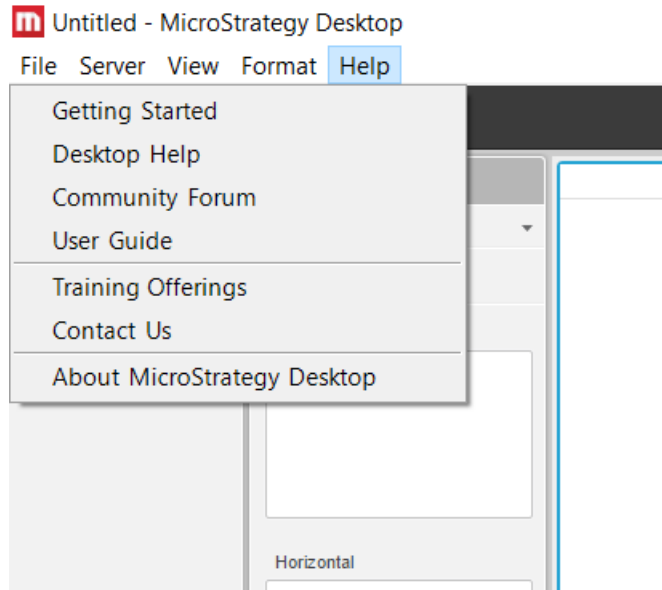 Untitled - MicroStrategy Desktop
File Server View Format Help
Getting Started
Desktop Help
Community Forum
User Guide
Training Offerings
Contact Us
About MicroStrategy Desktop
Horizontal